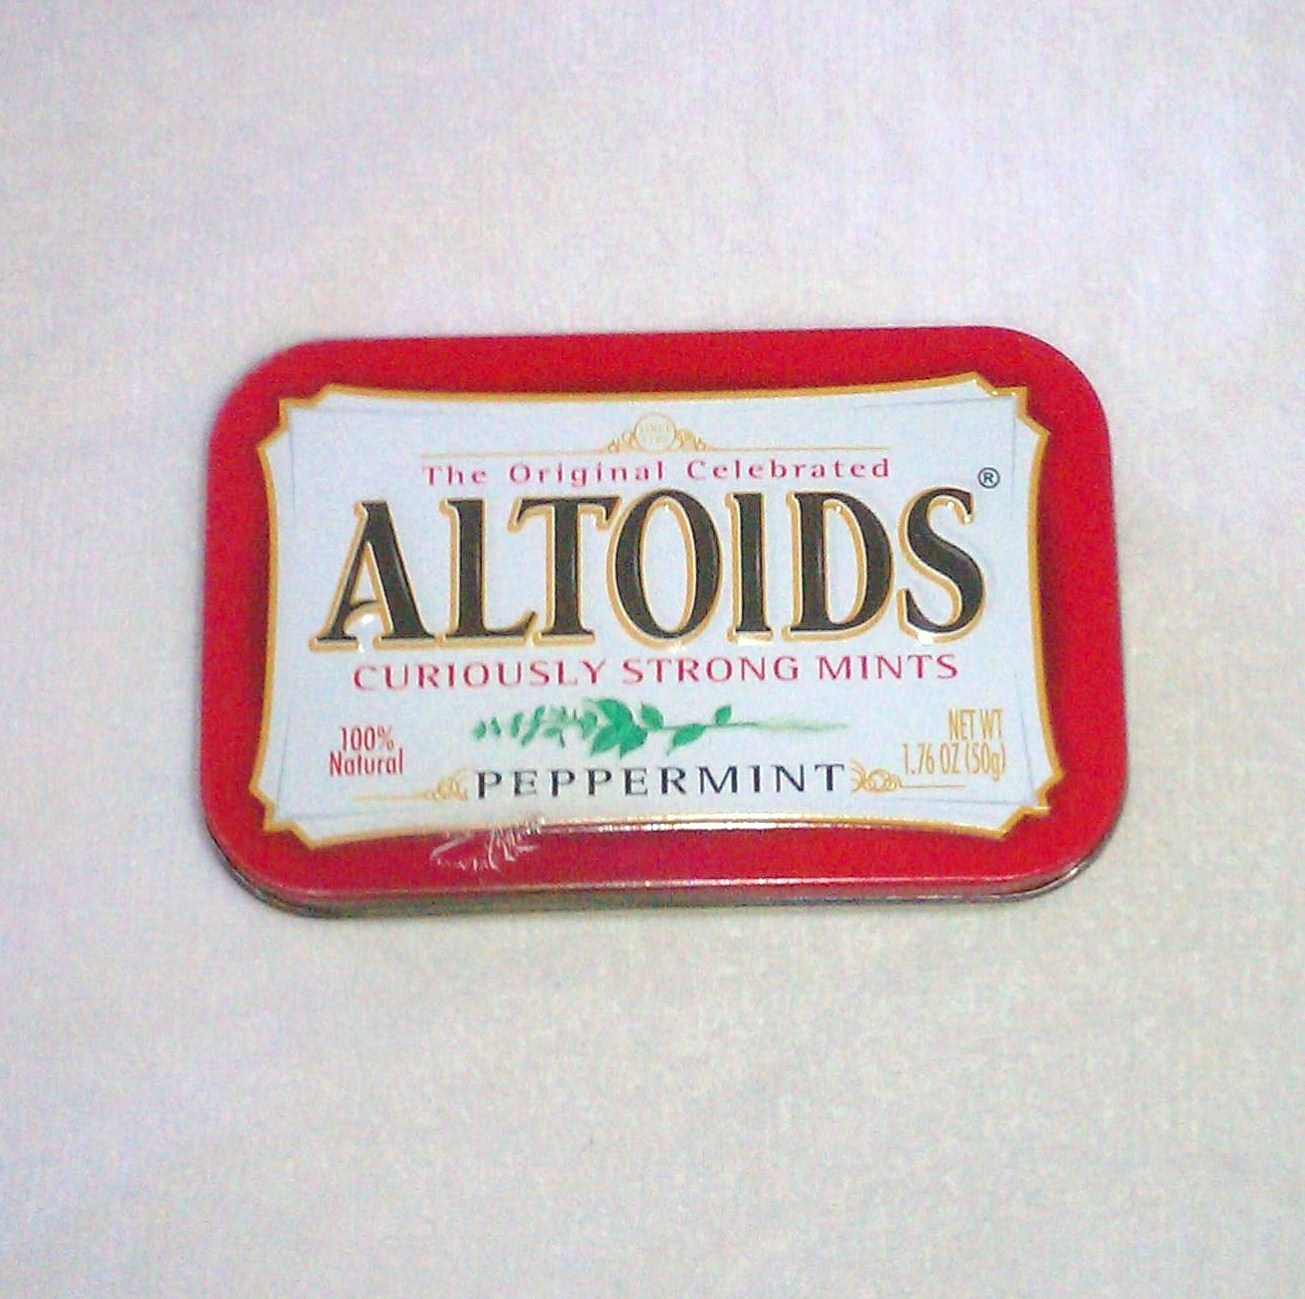 The Original Celebrated
ALTOIDS®
CURIOUSLY STRONG MINTS
100%
Natural
PEPPERMINT
NET WT
1.76 OZ (50g)